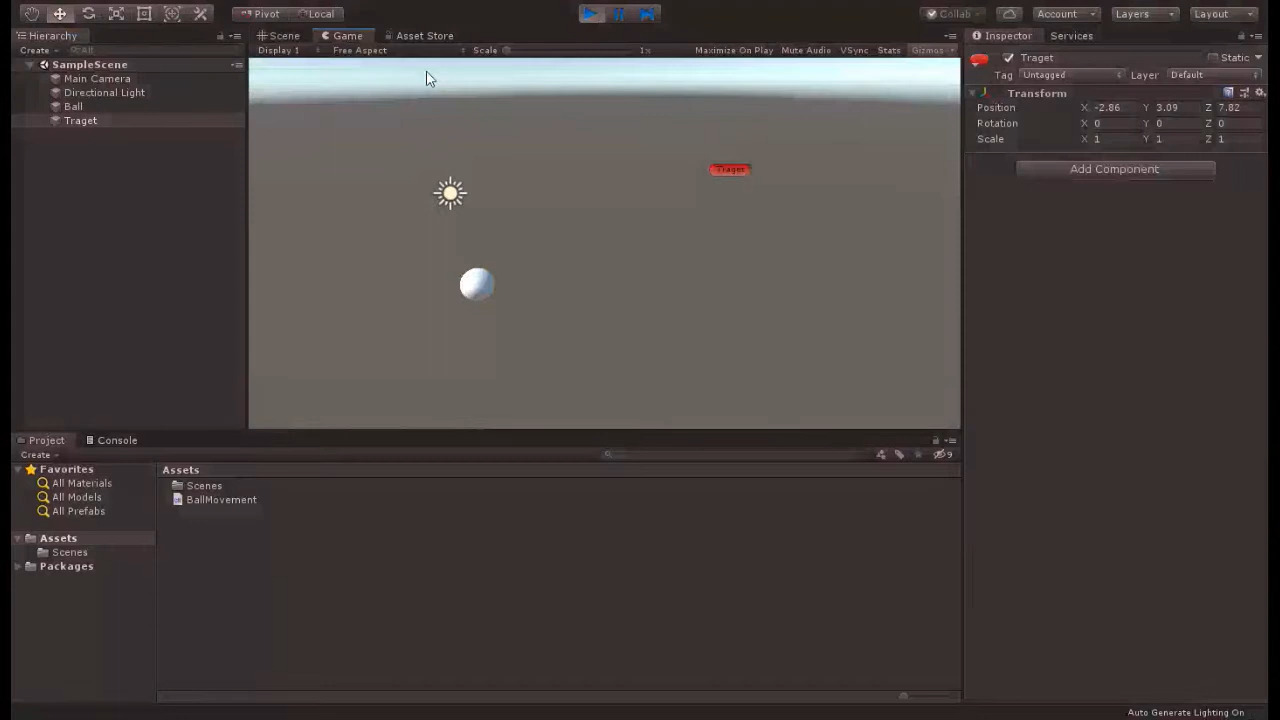 Pivot Local Collab Account Layers Layout
Hierarchy Scene Game Asset Store Inspector Services
Create All Display 1 Free Aspect Scale 1x Maximize On Play Mute Audio VSync Stats Gizmos Traget Static
SampleScene
Main Camera Tag Untagged Layer Default
Directional Light Transform
Ball Position X -2.86 Y 3.09 Z 7.82
Traget Rotation X 0 Y 0 Z 0
Scale X 1 Y 1 Z 1
Traget Add Component
Project Console
Create 9
Favorites Assets
All Materials Scenes
All Models BallMovement
All Prefabs
Assets
Scenes
Packages
Auto Generate Lighting On